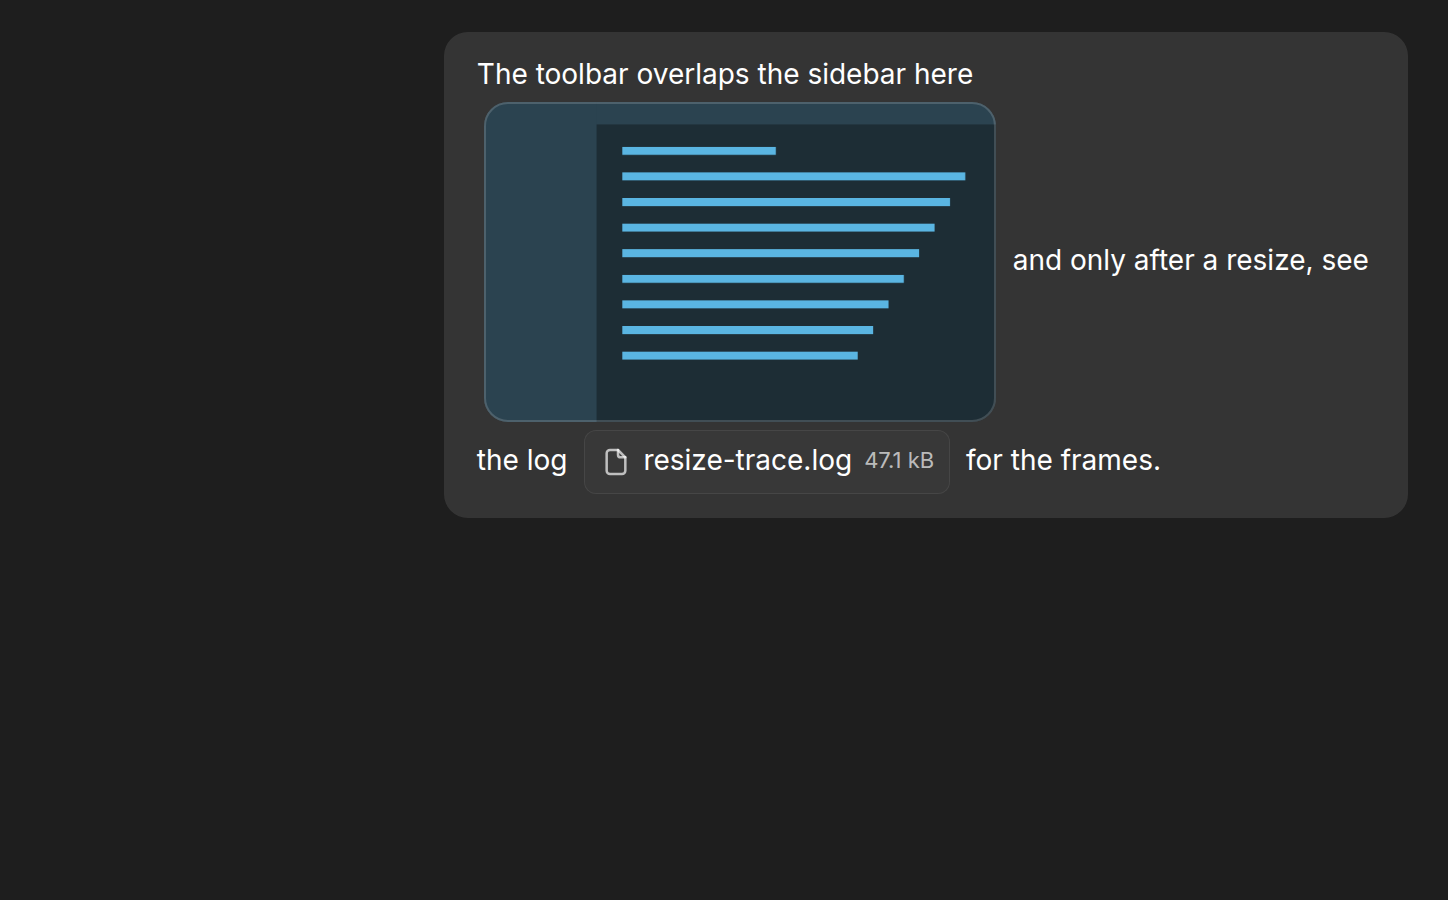 The toolbar overlaps the sidebar here
and only after a resize, see
the log resize-trace.log 47.1 kB for the frames.